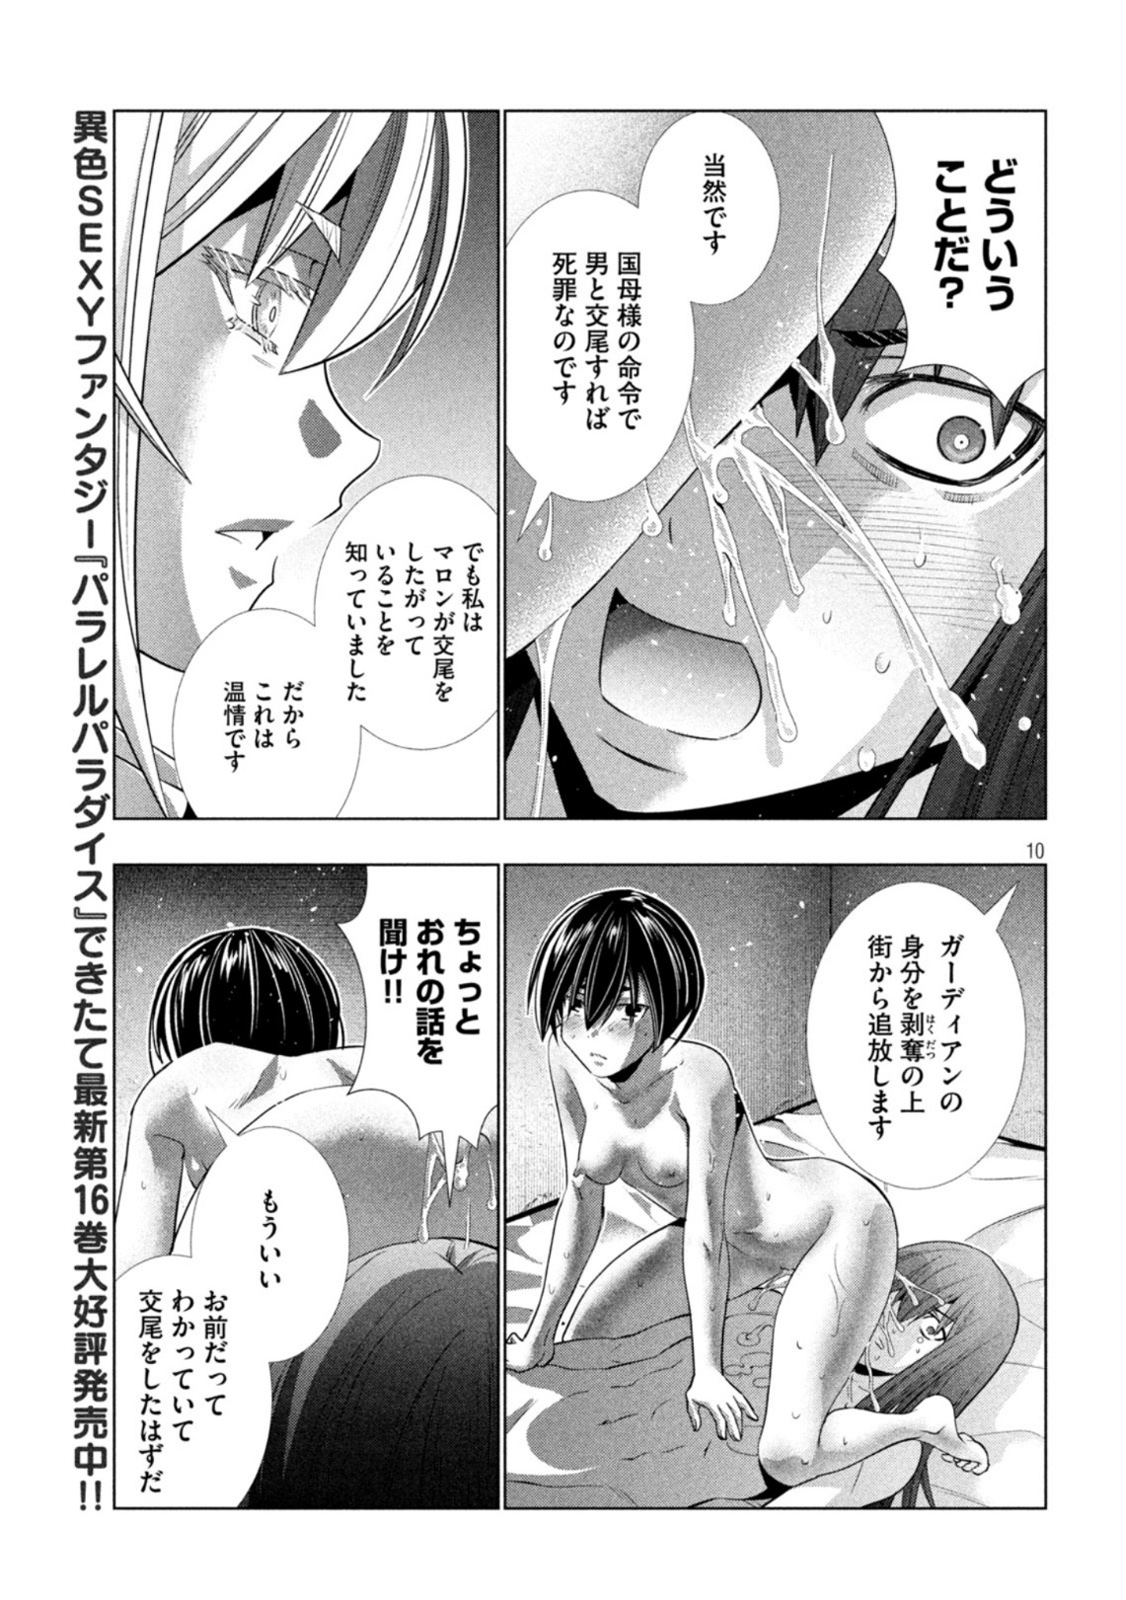 どういう
ことだ？
当然です
国母様の命令で
男と交尾すれば
死罪なのです
でも私は
マロンが交尾を
したがって
いることを
知っていました
だから
これは
温情です
10
ガーディアンの
身分を剥奪の上
はくだつ
街から追放します
ちょっと
おれの話を
聞け!!
もういい
お前だって
わかっていて
交尾をしたはずだ
異色SEXYファンタジー『パラレルパラダイス』できたて最新第16巻大好評発売中!!